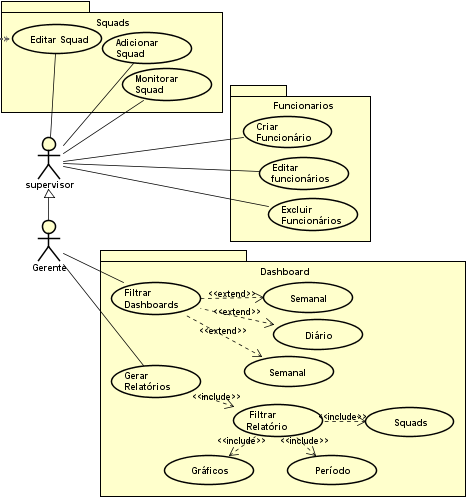 Squads
Editar Squad
Adicionar
Squad
Monitorar
Squad
Funcionarios
Criar
Funcionário
Editar
funcionários
Excluir
Funcionários
supervisor
Gerente
Dashboard
Filtrar
Dashboards
<<extend>>
Semanal
<<extend>>
Diário
<<extend>>
Semanal
Gerar
Relatórios
<<include>>
Filtrar
Relatório
<<include>>
Squads
<<include>>
<<include>>
Gráficos
Período